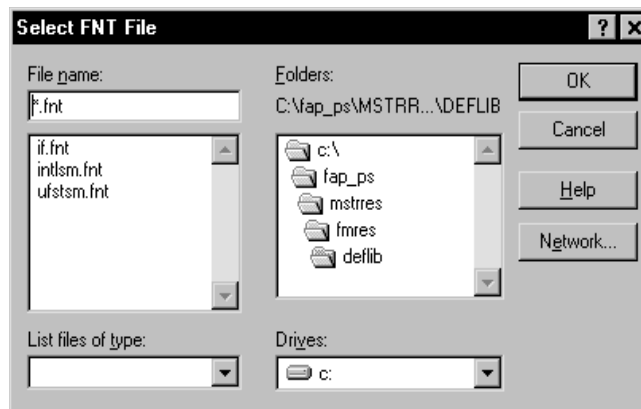 Select FNT File
? X
File name:
*.fnt
if.fnt
intlsm.fnt
ufstsm.fnt
List files of type:
Folders:
C:\fap_ps\MSTRR...\DEFLIB
c:\
fap_ps
mstrres
fmres
deflib
Drives:
c:
OK
Cancel
Help
Network...